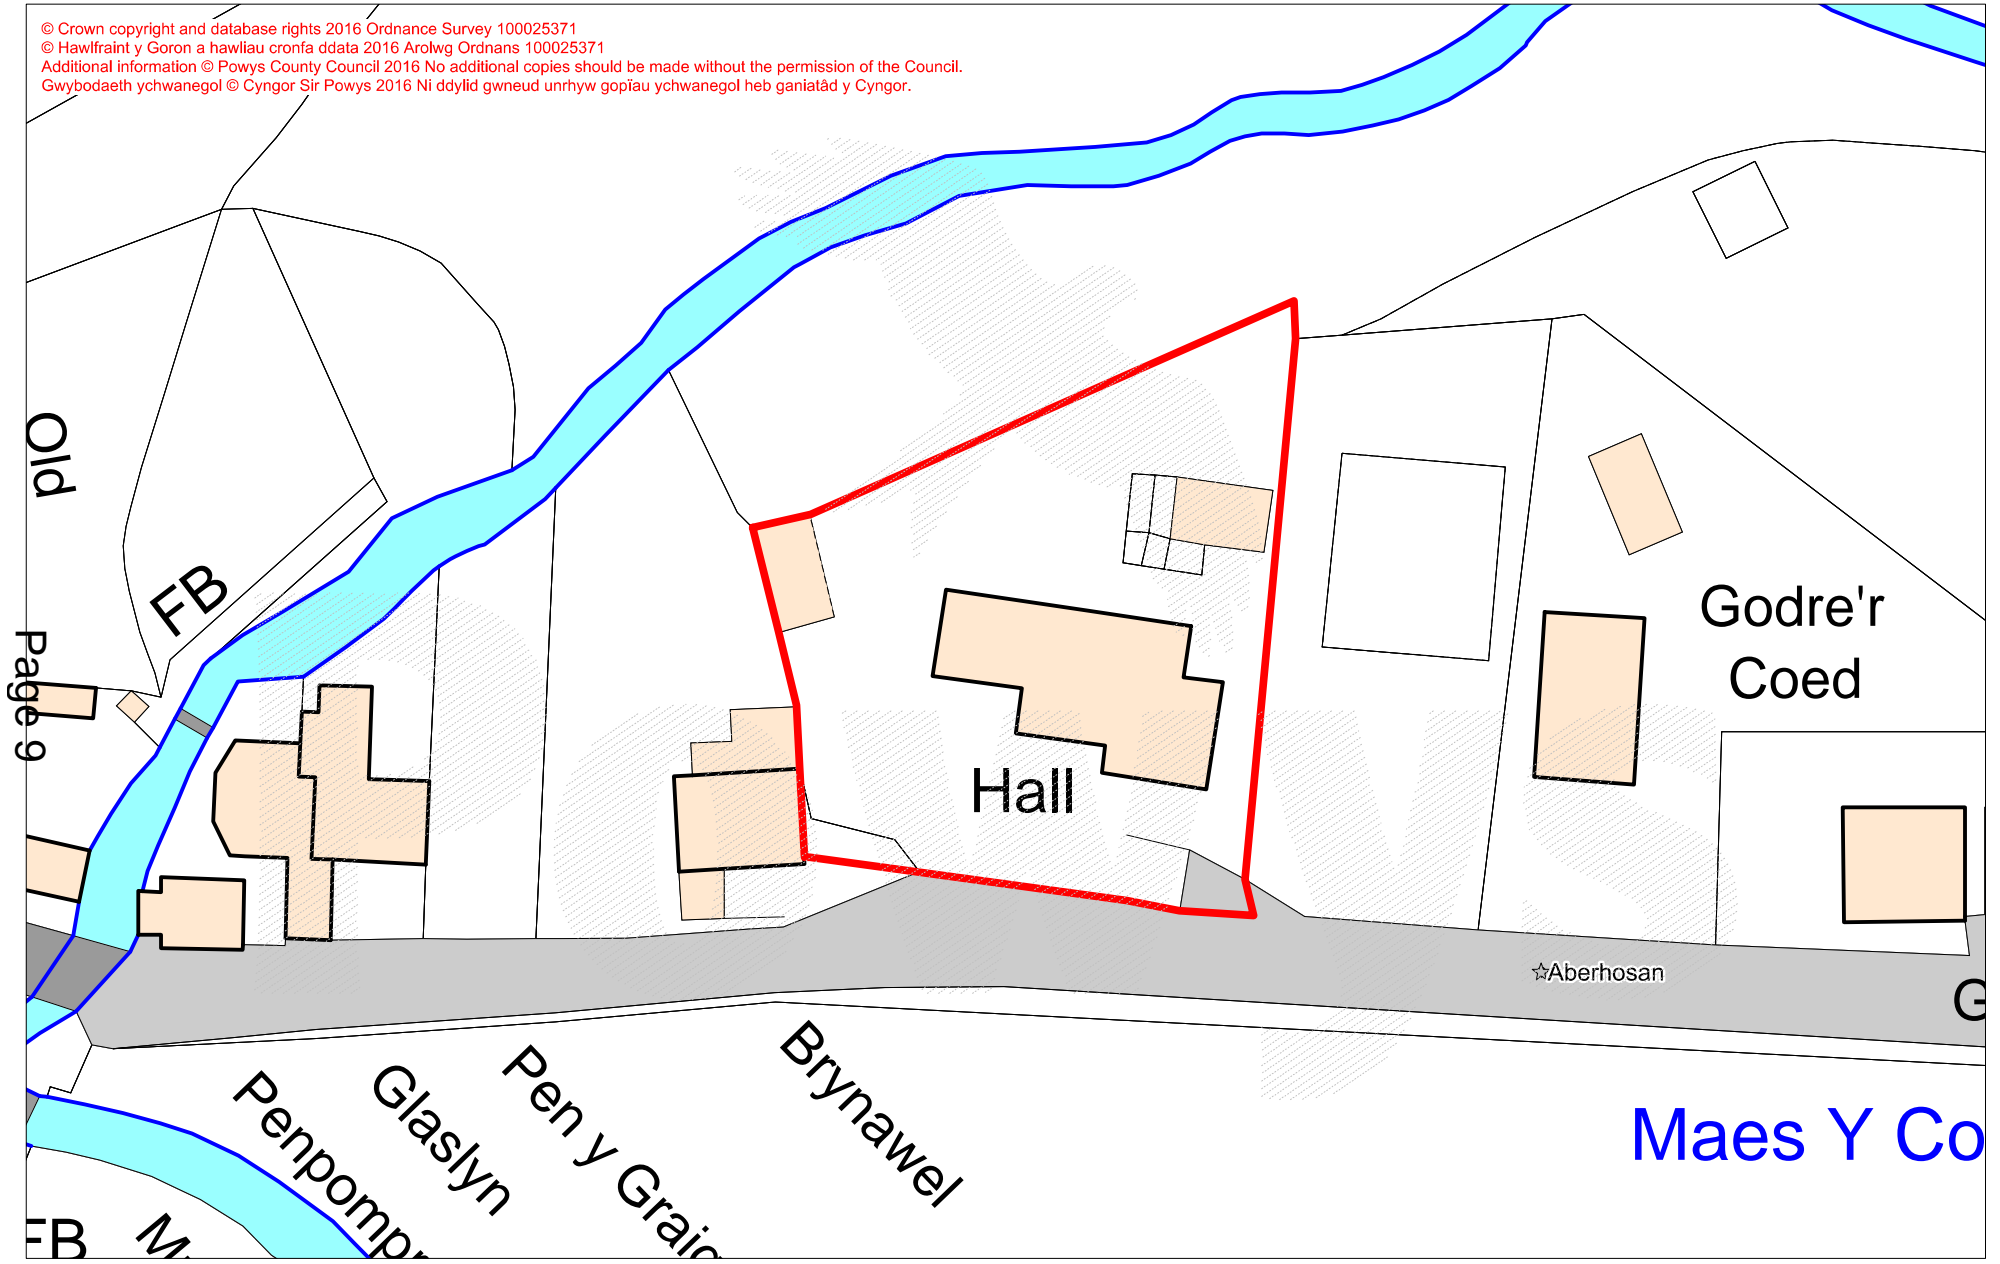 © Crown copyright and database rights 2016 Ordnance Survey 100025371
© Hawlfraint y Goron a hawliau cronfa ddata 2016 Arolwg Ordnans 100025371
Additional information © Powys County Council 2016 No additional copies should be made without the permission of the Council.
Gwybodaeth ychwanegol © Cyngor Sir Powys 2016 Ni ddylid gwneud unrhyw gopïau ychwanegol heb ganiatâd y Cyngor.
Old
FB
Page 9
Hall
Godre'r
Coed
☆Aberhosan
G
Brynawel
Pen y Graig
Glaslyn
Penpomp
Maes Y Co
FB